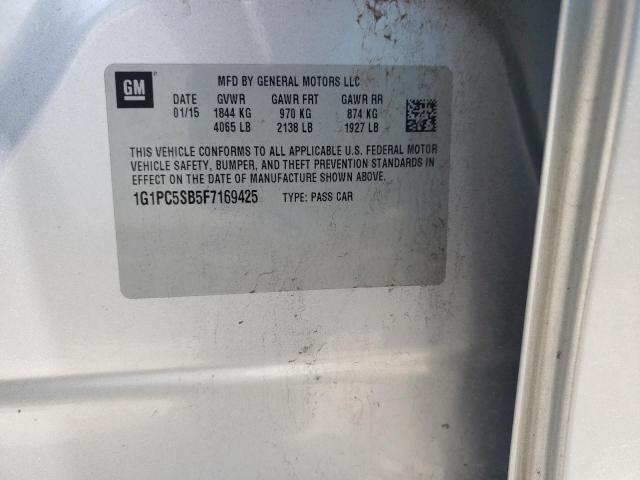 GM
MFD BY GENERAL MOTORS LLC
DATE GVWR GAWR FRT GAWR RR
01/15 1844 KG 970 KG 874 KG
4065 LB 2138 LB 1927 LB
THIS VEHICLE CONFORMS TO ALL APPLICABLE U.S. FEDERAL MOTOR
VEHICLE SAFETY, BUMPER, AND THEFT PREVENTION STANDARDS IN
EFFECT ON THE DATE OF MANUFACTURE SHOWN ABOVE.
1G1PC5SB5F7169425 TYPE: PASS CAR